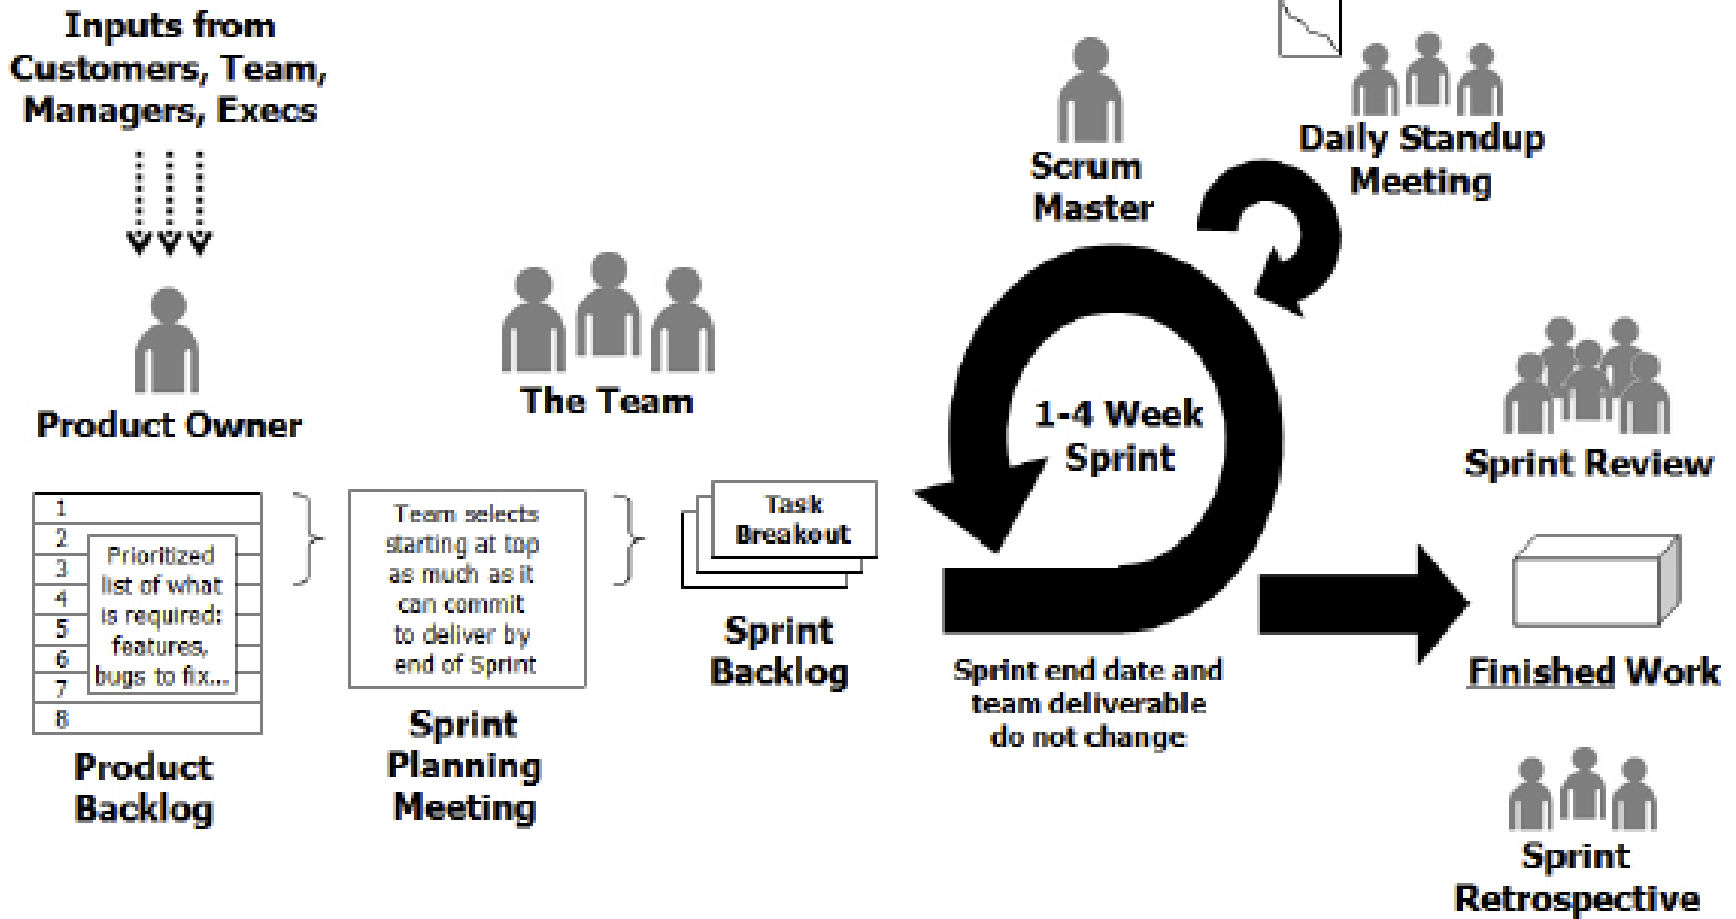 Inputs from
Customers, Team,
Managers, Execs
Product Owner
The Team
Scrum
Master
Daily Standup
Meeting
1-4 Week
Sprint
Sprint Review
1
2
3
4
5
6
7
8
Prioritized
list of what
is required:
features,
bugs to fix...
Product
Backlog
Team selects
starting at top
as much as it
can commit
to deliver by
end of Sprint
Sprint
Planning
Meeting
Task
Breakout
Sprint
Backlog
Sprint end date and
team deliverable
do not change
Finished Work
Sprint
Retrospective